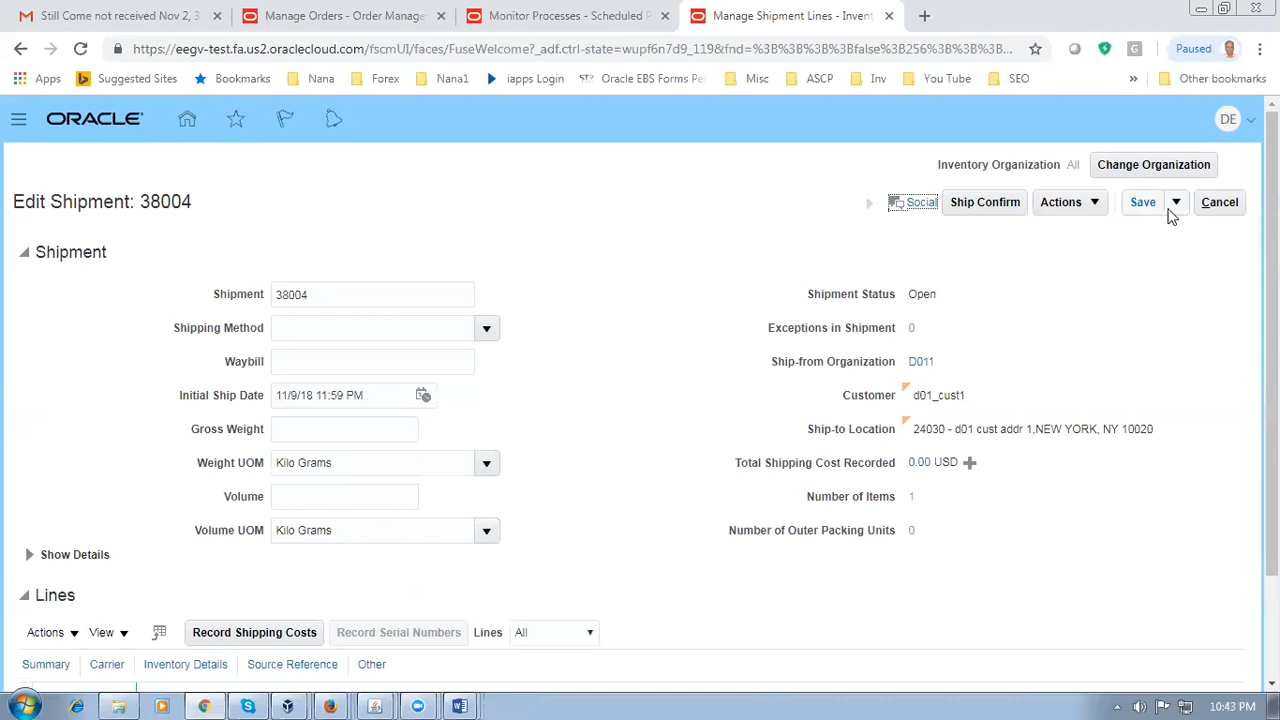 Still Come not received Nov 2, 3
Manage Orders - Order Manage
Monitor Processes - Scheduled P
Manage Shipment Lines - Invent
https://eegv-test.fa.us2.oraclecloud.com/fscmUI/faces/FuseWelcome?_adf.ctrl-state=wupf6n7d9_119&fnd=%3B%3B%3B%3Bfalse%3B256%3B%3B%3B...
Paused
Apps
Suggested Sites
Bookmarks
Nana
Forex
Nana1
iapps Login
Oracle EBS Forms Pe
Misc
ASCP
Inv
You Tube
SEO
Other bookmarks
ORACLE
DE
Inventory Organization All
Change Organization
Edit Shipment: 38004
Social
Ship Confirm
Actions
Save
Cancel
Shipment
Shipment 38004
Shipment Status Open
Shipping Method
Exceptions in Shipment 0
Waybill
Ship-from Organization D011
Initial Ship Date 11/9/18 11:59 PM
Customer d01_cust1
Gross Weight
Ship-to Location 24030 - d01 cust addr 1,NEW YORK, NY 10020
Weight UOM Kilo Grams
Total Shipping Cost Recorded 0.00 USD
Volume
Number of Items 1
Volume UOM Kilo Grams
Number of Outer Packing Units 0
Show Details
Lines
Actions
View
Record Shipping Costs
Record Serial Numbers
Lines All
Summary
Carrier
Inventory Details
Source Reference
Other
10:43 PM